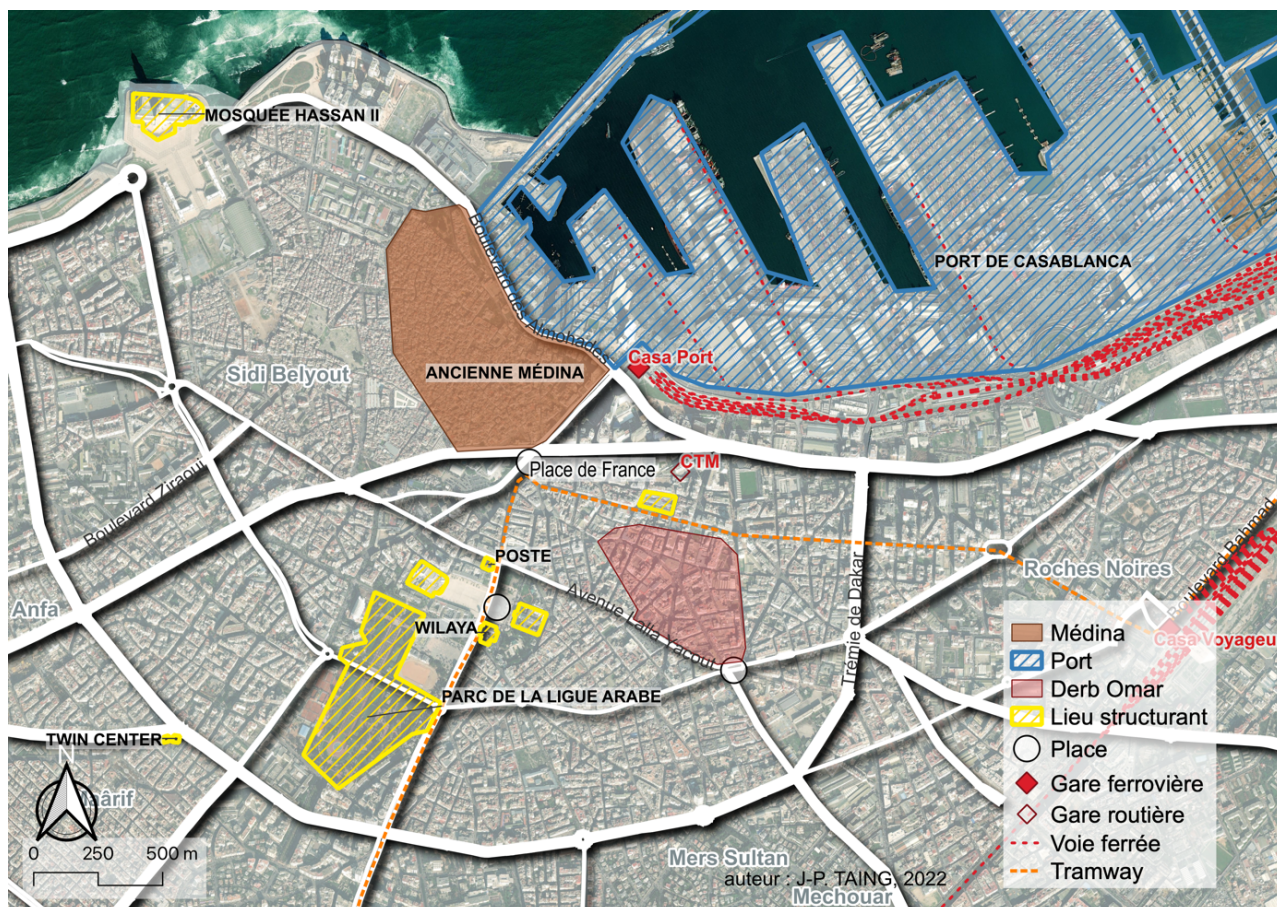 MOSQUÉE HASSAN II
Boulevard des Almohades
PORT DE CASABLANCA
Casa Port
Sidi Belyout
ANCIENNE MÉDINA
Place de France
CTM
Boulevard Ziraoui
POSTE
Avenue Lalla Yacout
Trémie de Dakar
Roches Noires
Boulevard Bahmad
Anfa
WILAYA
Casa Voyageu
PARC DE LA LIGUE ARABE
TWIN CENTER
N
Maârif
0 250 500 m
Mers Sultan
auteur : J-P. TAING, 2022
Mechouar
Médina
Port
Derb Omar
Lieu structurant
Place
Gare ferrovière
Gare routière
Voie ferrée
Tramway